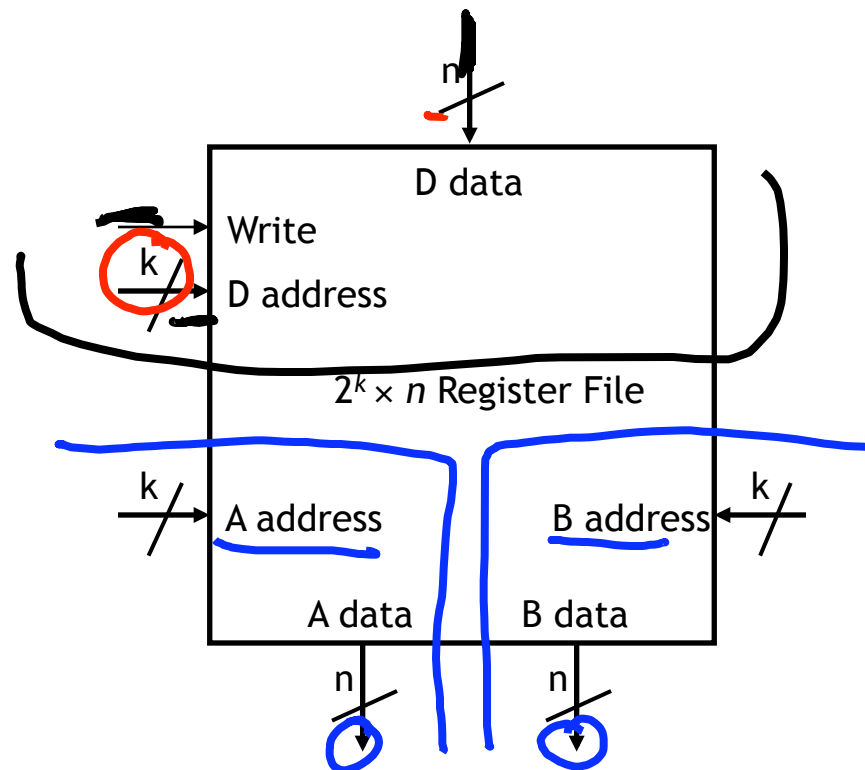 n
D data
Write
k
D address
2ᵏ × n Register File
k
A address
B address
k
A data
B data
n
n